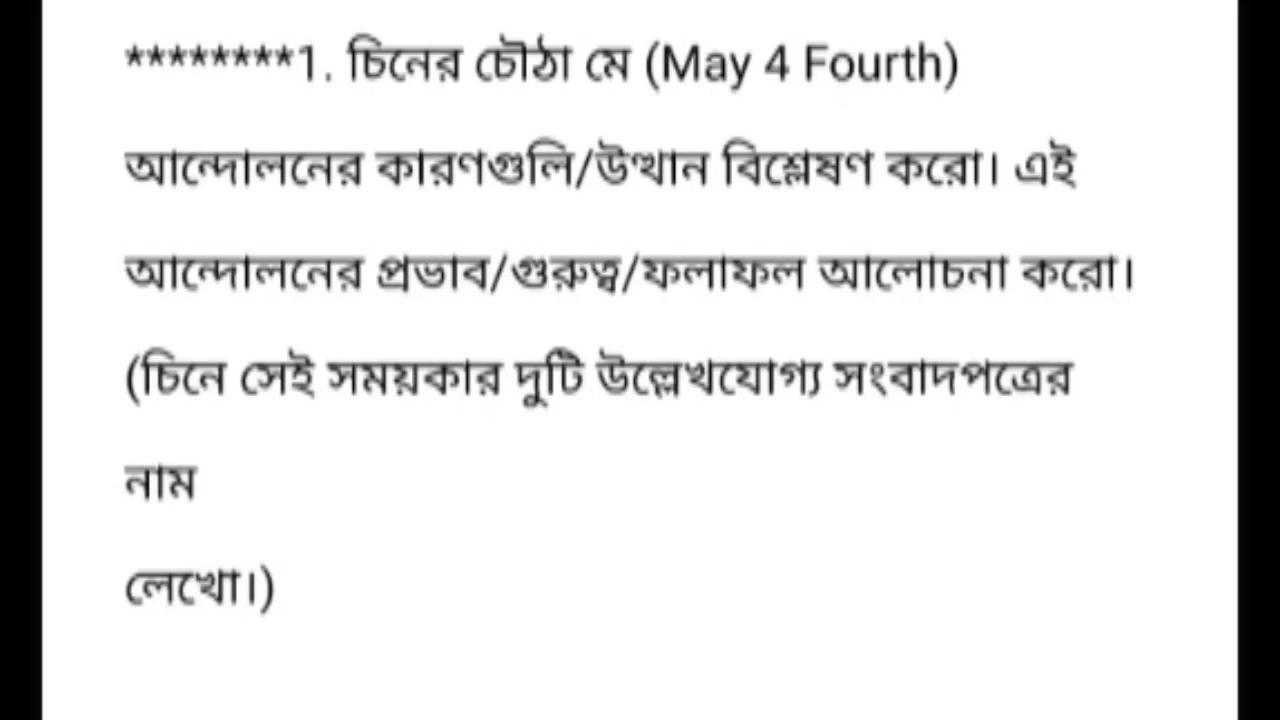 ********1. চিনের চৌঠা মে (May 4 Fourth)
আন্দোলনের কারণগুলি/উত্থান বিশ্লেষণ করো। এই
আন্দোলনের প্রভাব/গুরুত্ব/ফলাফল আলোচনা করো।
(চিনে সেই সময়কার দুটি উল্লেখযোগ্য সংবাদপত্রের
নাম
লেখো।)